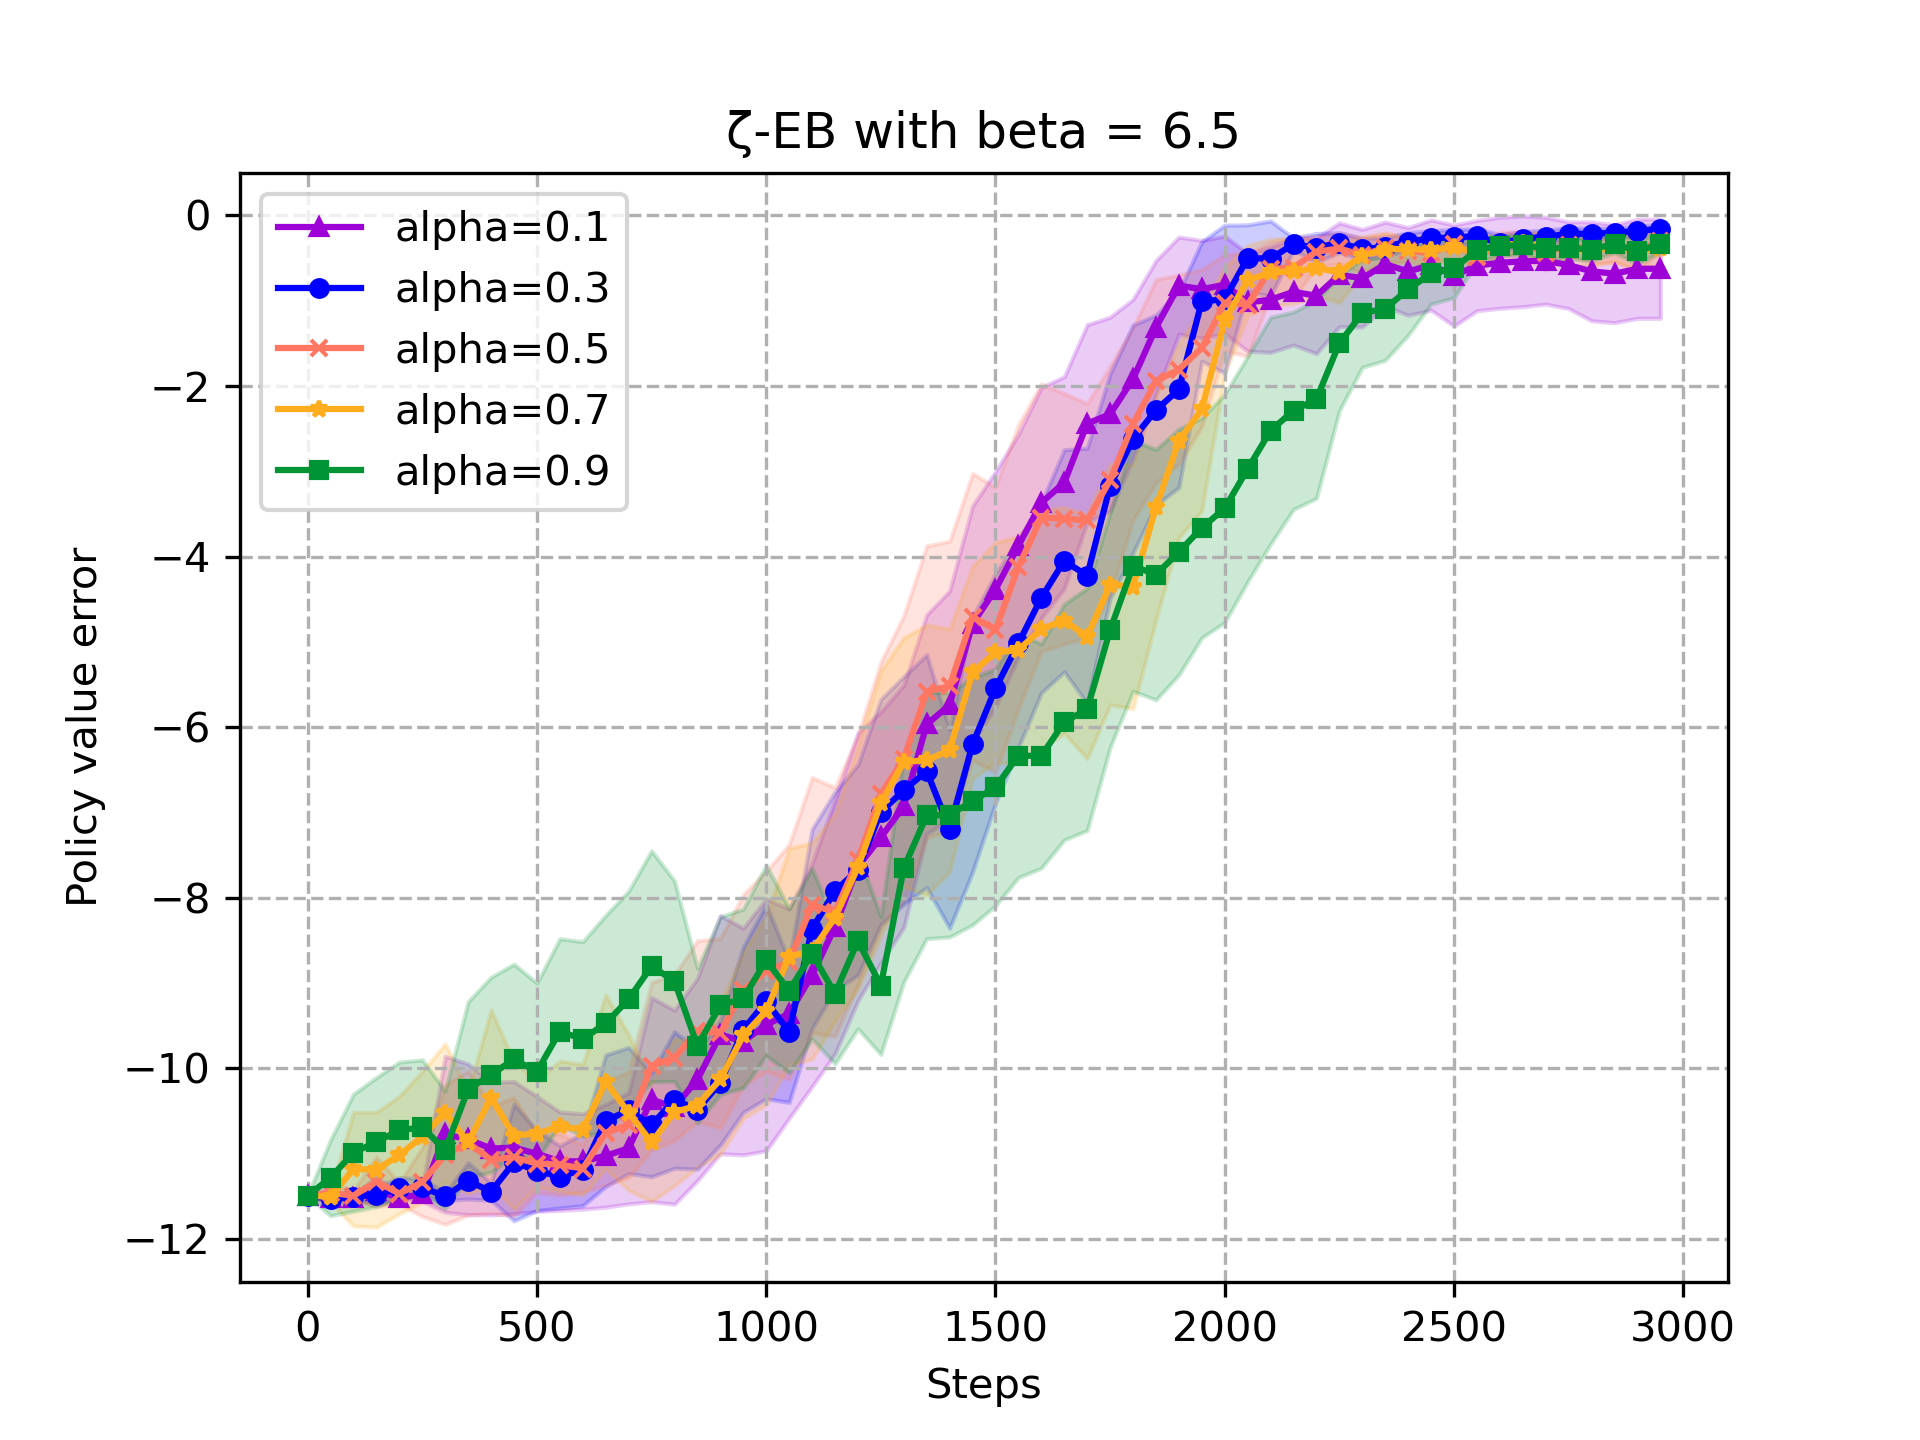 ζ-EB with beta = 6.5
alpha=0.1
alpha=0.3
alpha=0.5
alpha=0.7
alpha=0.9
Policy value error
0
−2
−4
−6
−8
−10
−12
0 500 1000 1500 2000 2500 3000
Steps